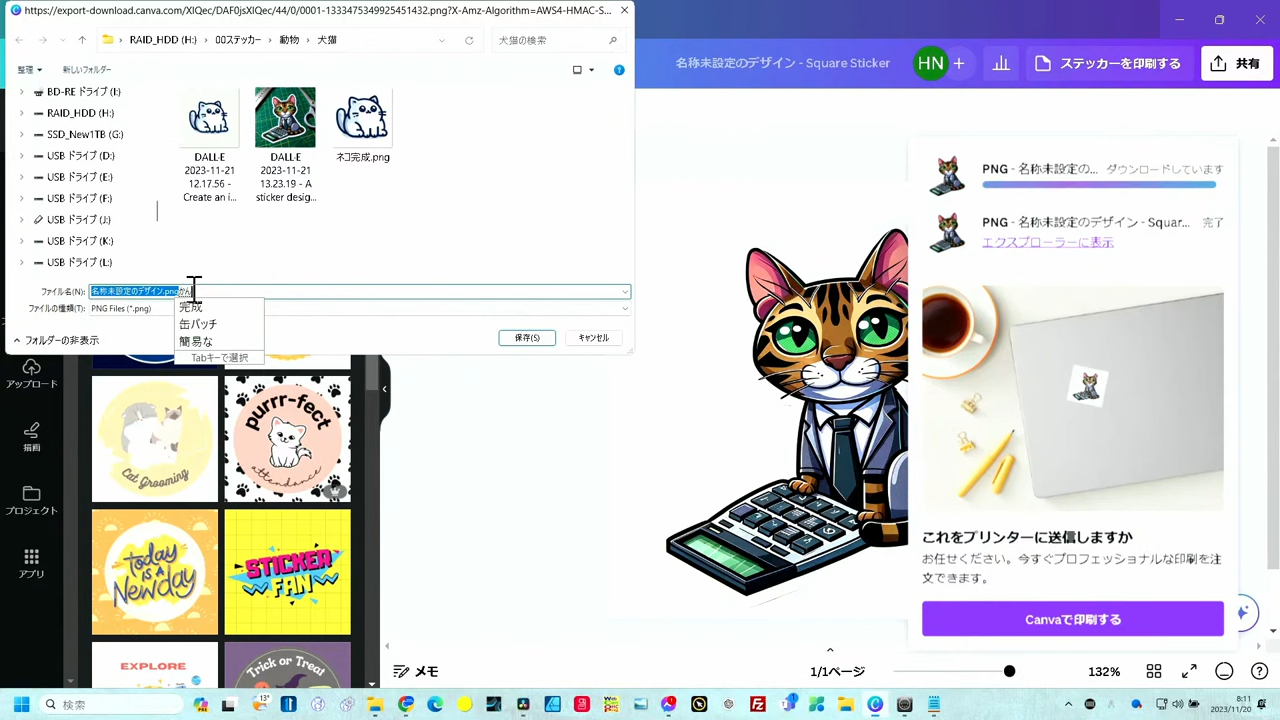 https://export-download.canva.com/XIQec/DAF0jsXIQec/44/0/0001-1333475349925451432.png?X-Amz-Algorithm=AWS4-HMAC-S...
RAID_HDD (H:) > 00ステッカー > 動物 > 犬猫
犬猫の検索
整理
新しいフォルダー
BD-RE ドライブ (I:)
RAID_HDD (H:)
SSD_New1TB (G:)
USB ドライブ (D:)
USB ドライブ (E:)
USB ドライブ (F:)
USB ドライブ (J:)
USB ドライブ (K:)
USB ドライブ (L:)
DALL·E
2023-11-21
12.17.56 -
Create an i...
DALL·E
2023-11-21
13.23.19 - A
sticker desig...
ネコ完成.png
ファイル名(N):
名称未設定のデザイン.pngかん
ファイルの種類(T):
PNG Files (*.png)
完成
缶バッチ
簡易な
Tabキーで選択
フォルダーの非表示
保存(S)
キャンセル
名称未設定のデザイン - Square Sticker
HN
+
ステッカーを印刷する
共有
PNG - 名称未設定の...
ダウンロードしています
PNG - 名称未設定のデザイン - Squar...
完了
エクスプローラーに表示
これをプリンターに送信しますか
お任せください。今すぐプロフェッショナルな印刷を注
文できます。
Canvaで印刷する
アップロード
描画
プロジェクト
アプリ
Cat Grooming
purrr-fect
attendance
today
IS A
New day
STICKER
FAN
EXPLORE
Trick or Treat
メモ
1/1ページ
132%
検索
13°
8:11
2023/11/20